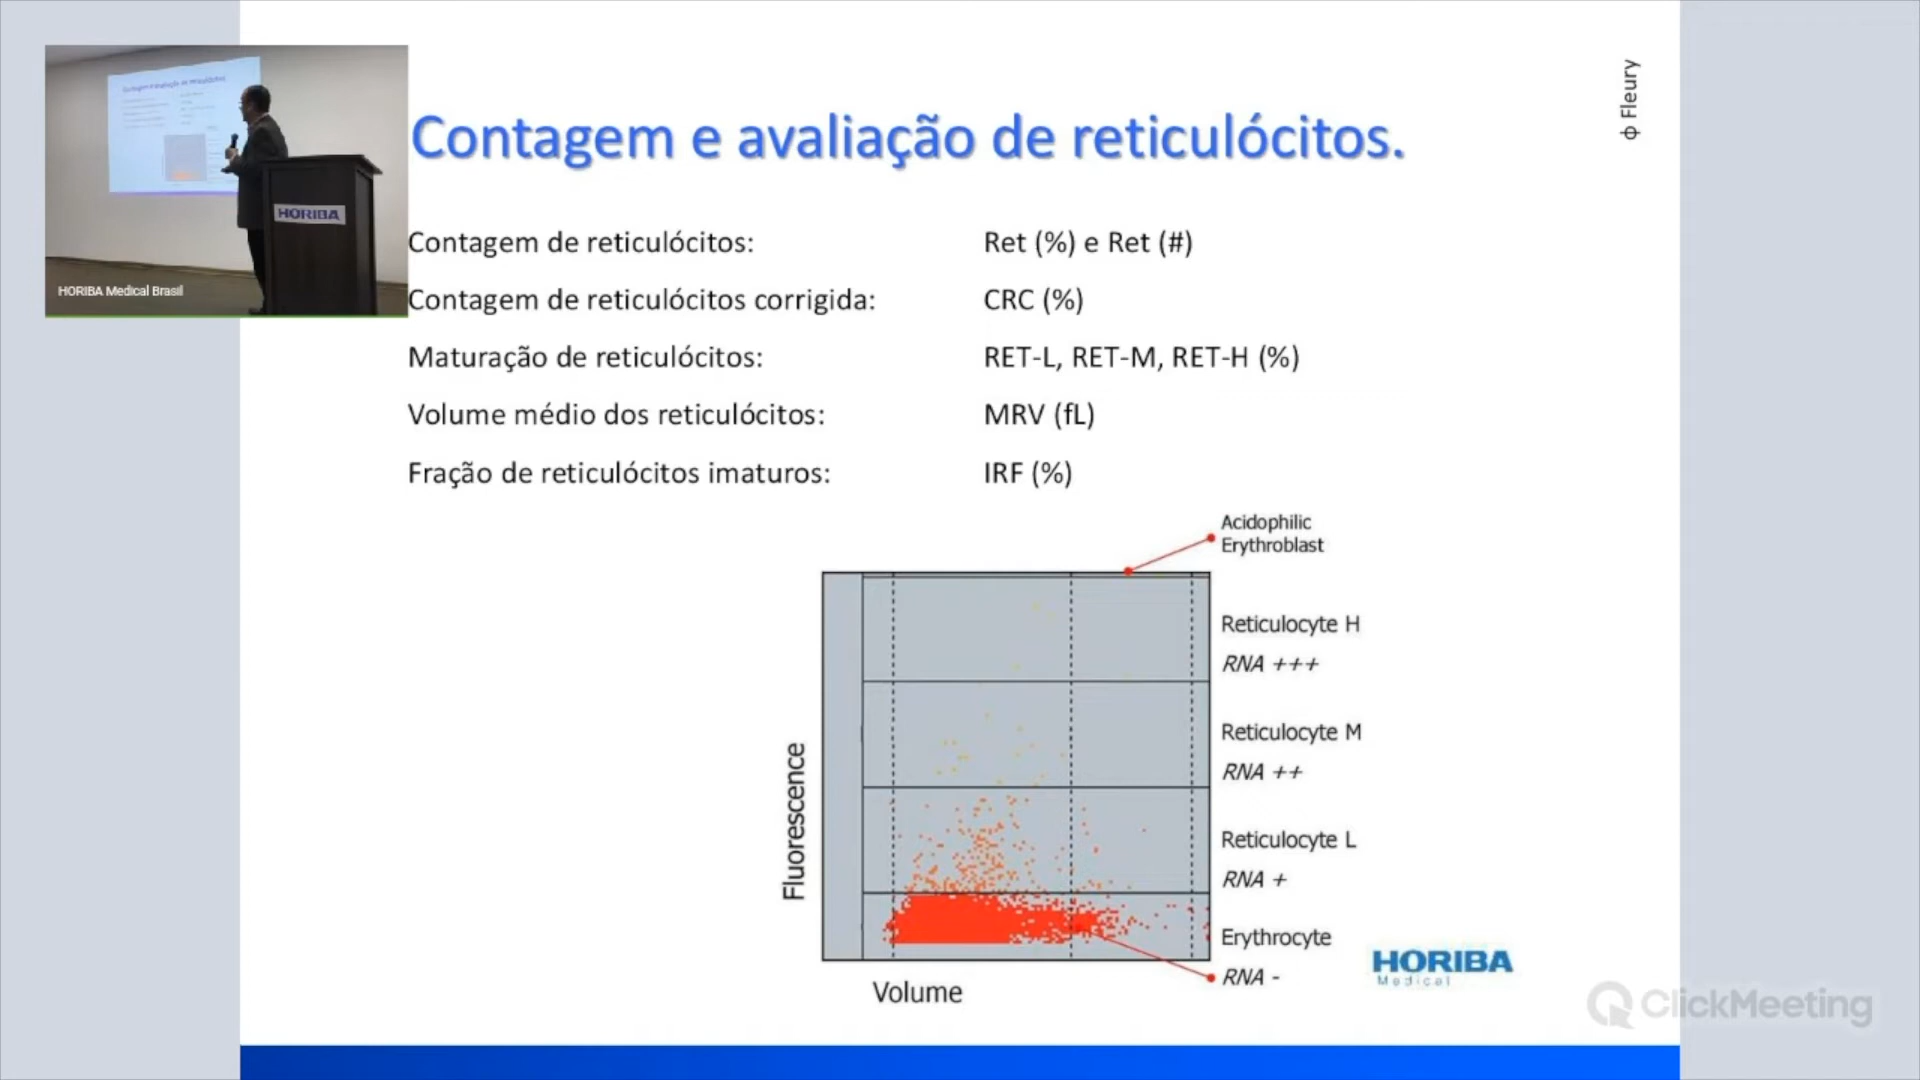 ф Fleury
Contagem e avaliação de reticulócitos.
HORIBA
HORIBA Medical Brasil
Contagem de reticulócitos: Ret (%) e Ret (#)
Contagem de reticulócitos corrigida: CRC (%)
Maturação de reticulócitos: RET-L, RET-M, RET-H (%)
Volume médio dos reticulócitos: MRV (fL)
Fração de reticulócitos imaturos: IRF (%)
Acidophilic
Erythroblast
Reticulocyte H
RNA +++
Reticulocyte M
RNA ++
Reticulocyte L
RNA +
Erythrocyte
RNA -
Fluorescence
Volume
HORIBA
Medical
ClickMeeting